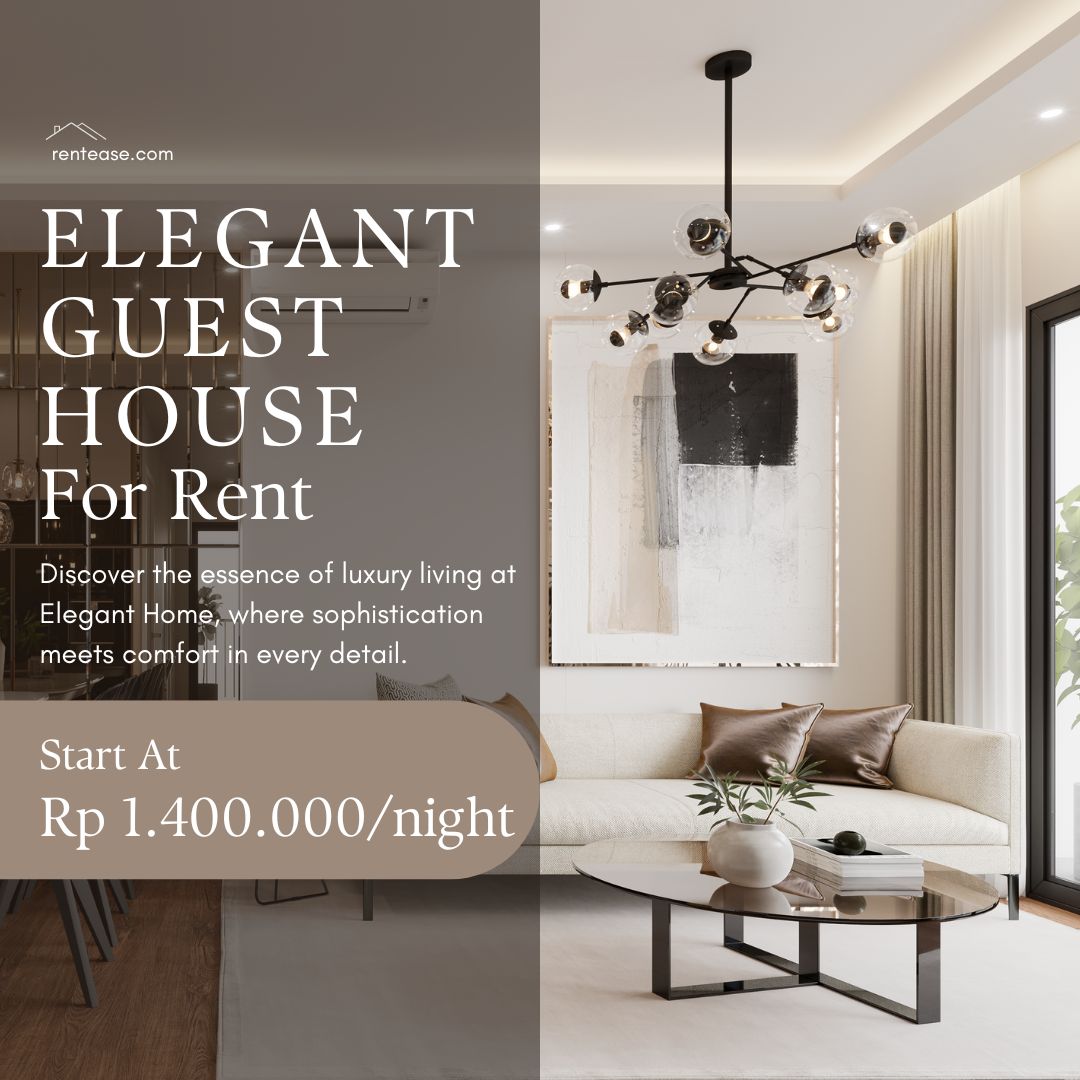 rentease.com
ELEGANT
GUEST
HOUSE
For Rent
Discover the essence of luxury living at
Elegant Home, where sophistication
meets comfort in every detail.
Start At
Rp 1.400.000/night